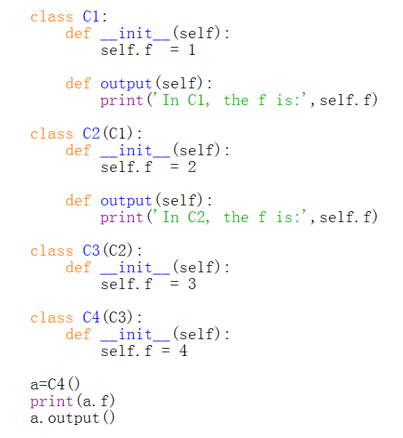 class C1:
    def __init__(self):
        self.f  = 1

    def output(self):
        print('In C1, the f is:',self.f)

class C2(C1):
    def __init__(self):
        self.f  = 2

    def output(self):
        print('In C2, the f is:',self.f)

class C3(C2):
    def __init__(self):
        self.f  = 3

class C4(C3):
    def __init__(self):
        self.f = 4

a=C4()
print(a.f)
a.output()